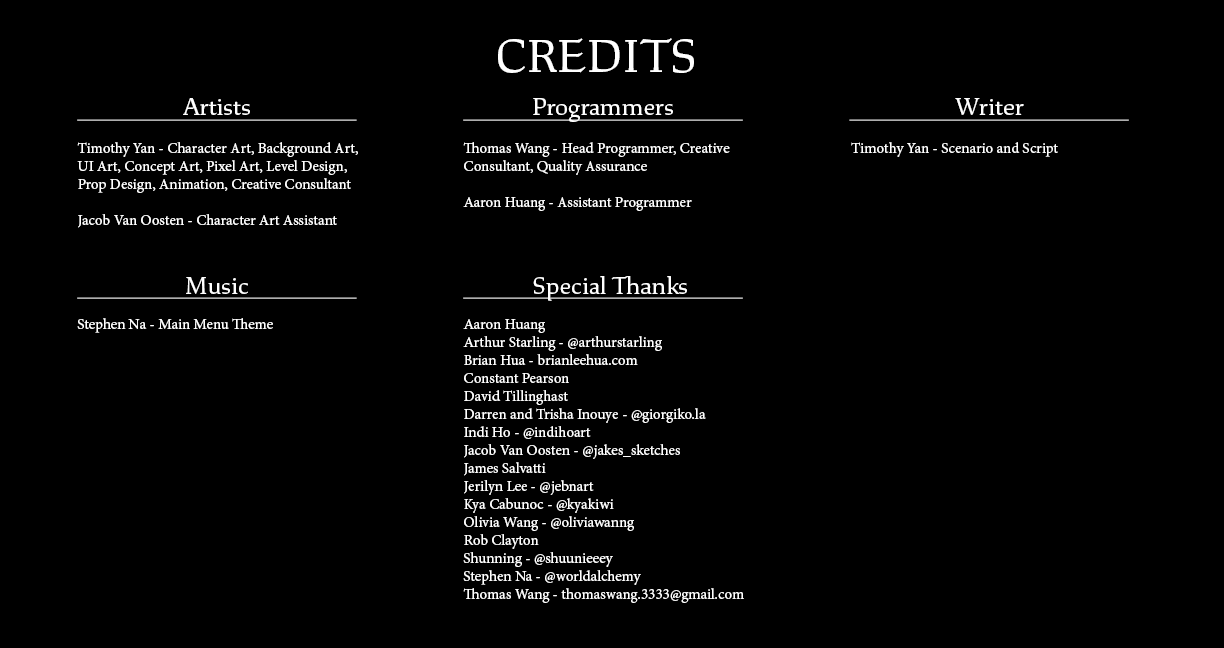 CREDITS
Artists
Timothy Yan - Character Art, Background Art,
UI Art, Concept Art, Pixel Art, Level Design,
Prop Design, Animation, Creative Consultant
Jacob Van Oosten - Character Art Assistant
Programmers
Thomas Wang - Head Programmer, Creative
Consultant, Quality Assurance
Aaron Huang - Assistant Programmer
Writer
Timothy Yan - Scenario and Script
Music
Stephen Na - Main Menu Theme
Special Thanks
Aaron Huang
Arthur Starling - @arthurstarling
Brian Hua - brianleehua.com
Constant Pearson
David Tillinghast
Darren and Trisha Inouye - @giorgiko.la
Indi Ho - @indihoart
Jacob Van Oosten - @jakes_sketches
James Salvatti
Jerilyn Lee - @jebnart
Kya Cabunoc - @kyakiwi
Olivia Wang - @oliviawanng
Rob Clayton
Shunning - @shuunieeey
Stephen Na - @worldalchemy
Thomas Wang - thomaswang.3333@gmail.com